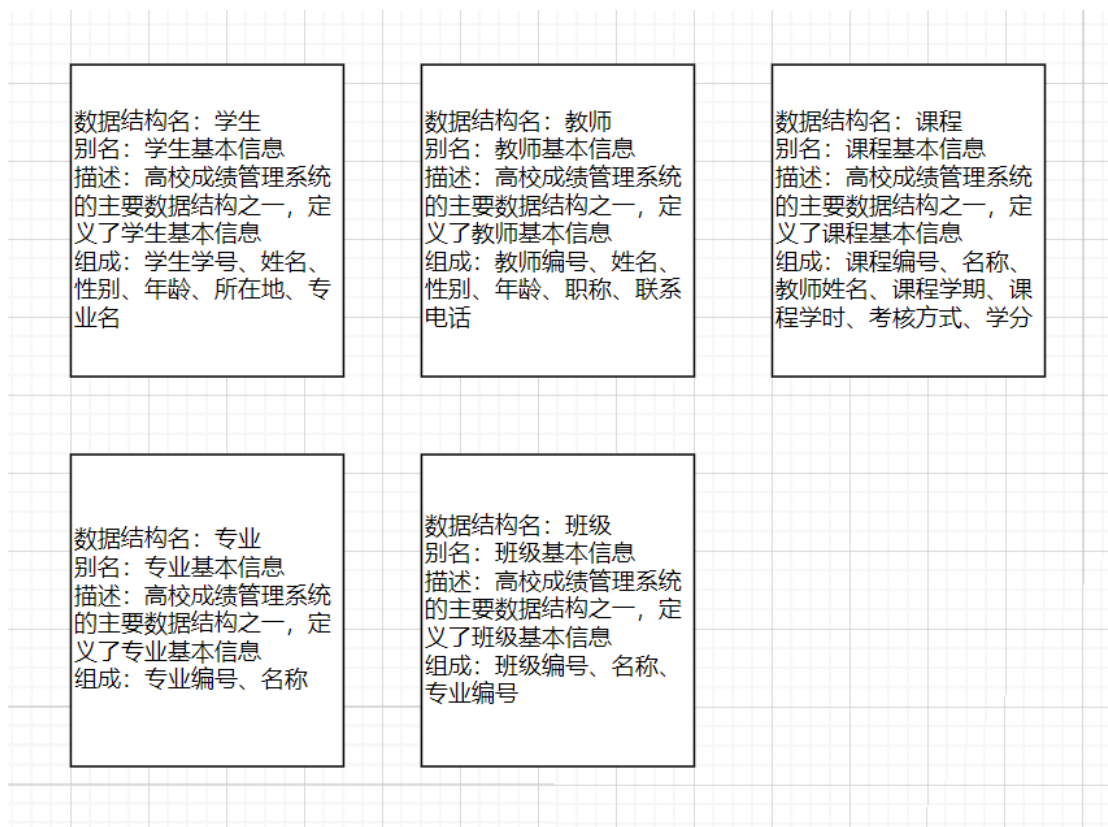 数据结构名：学生
别名：学生基本信息
描述：高校成绩管理系统
的主要数据结构之一，定
义了学生基本信息
组成：学生学号、姓名、
性别、年龄、所在地、专
业名
数据结构名：教师
别名：教师基本信息
描述：高校成绩管理系统
的主要数据结构之一，定
义了教师基本信息
组成：教师编号、姓名、
性别、年龄、职称、联系
电话
数据结构名：课程
别名：课程基本信息
描述：高校成绩管理系统
的主要数据结构之一，定
义了课程基本信息
组成：课程编号、名称、
教师姓名、课程学期、课
程学时、考核方式、学分
数据结构名：专业
别名：专业基本信息
描述：高校成绩管理系统
的主要数据结构之一，定
义了专业基本信息
组成：专业编号、名称
数据结构名：班级
别名：班级基本信息
描述：高校成绩管理系统
的主要数据结构之一，定
义了班级基本信息
组成：班级编号、名称、
专业编号